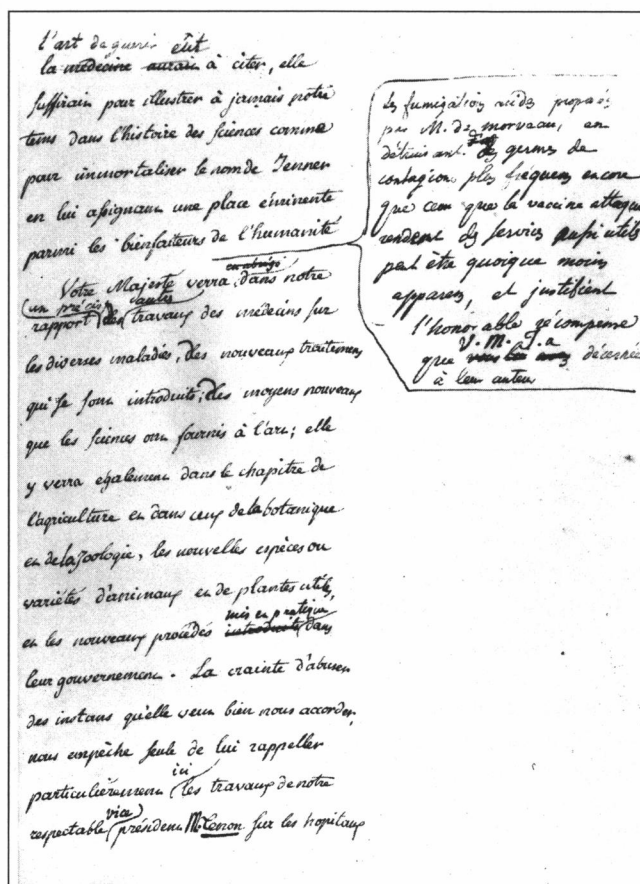 l'art de guerir eût
la medecine aurait à citer, elle
suffirait pour illustrer à jamais notre
tems dans l'histoire des sciences comme
pour immortaliser le nom de Jenner
en lui assignant une place éminente
parmi les bienfaiteurs de l'humanité
en abrégé
Votre Majesté verra, dans notre
un précis autres
rapport des travaux des médecins sur
les diverses maladies, des nouveaux traitemens
qui se sont introduits, des moyens nouveaux
que les sciences ont fournis à l'art; elle
y verra également dans le chapitre de
l'agriculture et dans ceux de la botanique
et de la zoologie, les nouvelles espèces ou
variétés d'animaux et de plantes utiles,
mis en pratique
et les nouveaux procédés introduits dans
leur gouvernement. La crainte d'abuser
des instans qu'elle veut bien nous accorder,
nous empêche seule de lui rappeller
ici
particulièrement les travaux de notre
vice
respectable président M. Tenon sur les hopitaux
les fumigations acides proposées
par M. de morveau, en
détruisant des germes de
contagion plus fréquens encore
que ceux que la vaccine attaque
rendent des services aussi utiles
peut être quoique moins
apparens, et justifient
l'honorable récompense
V. M. J. a
que vous décernée
à leur auteur